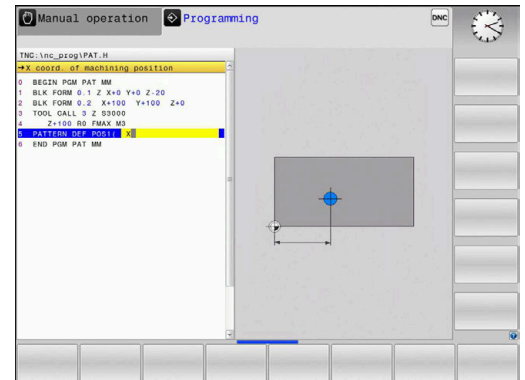 Manual operation
Programming
DNC
TNC:\nc_prog\PAT.H
→X coord. of machining position
0 BEGIN PGM PAT MM
1 BLK FORM 0.1 Z X+0 Y+0 Z-20
2 BLK FORM 0.2 X+100 Y+100 Z+0
3 TOOL CALL 3 Z S3000
4 Z+100 R0 FMAX M3
5 PATTERN DEF POS1( X
6 END PGM PAT MM